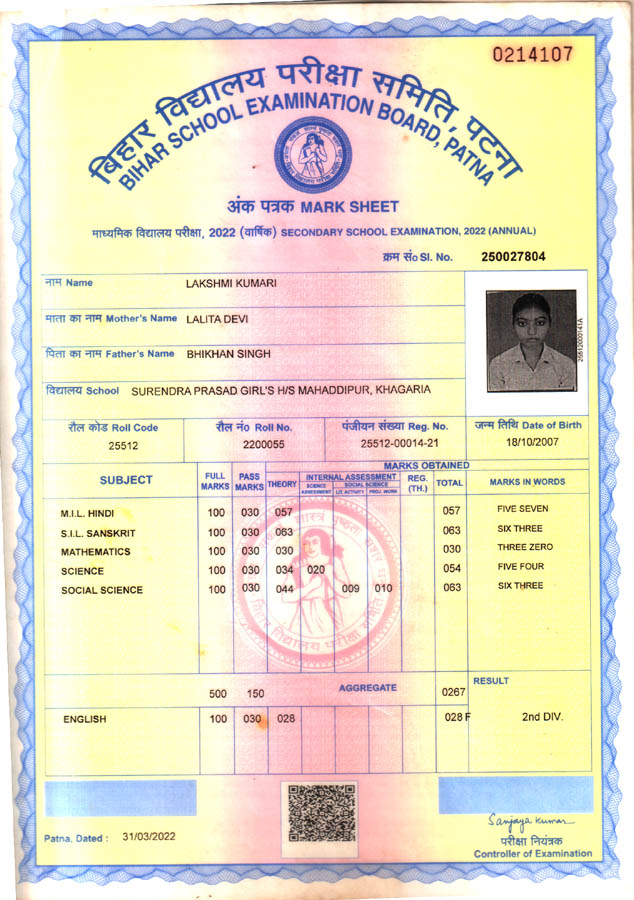 0214107
बिहार विद्यालय परीक्षा समिति, पटना
BIHAR SCHOOL EXAMINATION BOARD, PATNA
अंक पत्रक MARK SHEET
माध्यमिक विद्यालय परीक्षा, 2022 (वार्षिक) SECONDARY SCHOOL EXAMINATION, 2022 (ANNUAL)
क्रम सं० Sl. No. 250027804
नाम Name LAKSHMI KUMARI
माता का नाम Mother's Name LALITA DEVI
पिता का नाम Father's Name BHIKHAN SINGH
विद्यालय School SURENDRA PRASAD GIRL'S H/S MAHADDIPUR, KHAGARIA
रौल कोड Roll Code रौल नं० Roll No. पंजीयन संख्या Reg. No. जन्म तिथि Date of Birth
25512 2200055 25512-00014-21 18/10/2007
MARKS OBTAINED
SUBJECT FULL MARKS PASS MARKS THEORY INTERNAL ASSESSMENT REG. (TH.) TOTAL MARKS IN WORDS
SCIENCE ASSESSMENT SOCIAL SCIENCE LIT. ACTIVITY PROJ. WORK
M.I.L. HINDI 100 030 057 057 FIVE SEVEN
S.I.L. SANSKRIT 100 030 063 063 SIX THREE
MATHEMATICS 100 030 030 030 THREE ZERO
SCIENCE 100 030 034 020 054 FIVE FOUR
SOCIAL SCIENCE 100 030 044 009 010 063 SIX THREE
बिहार विद्यालय परीक्षा समिति
RESULT
500 150 AGGREGATE 0267
ENGLISH 100 030 028 028 F 2nd DIV.
Patna, Dated : 31/03/2022
Sanjaya Kumar
परीक्षा नियंत्रक
Controller of Examination